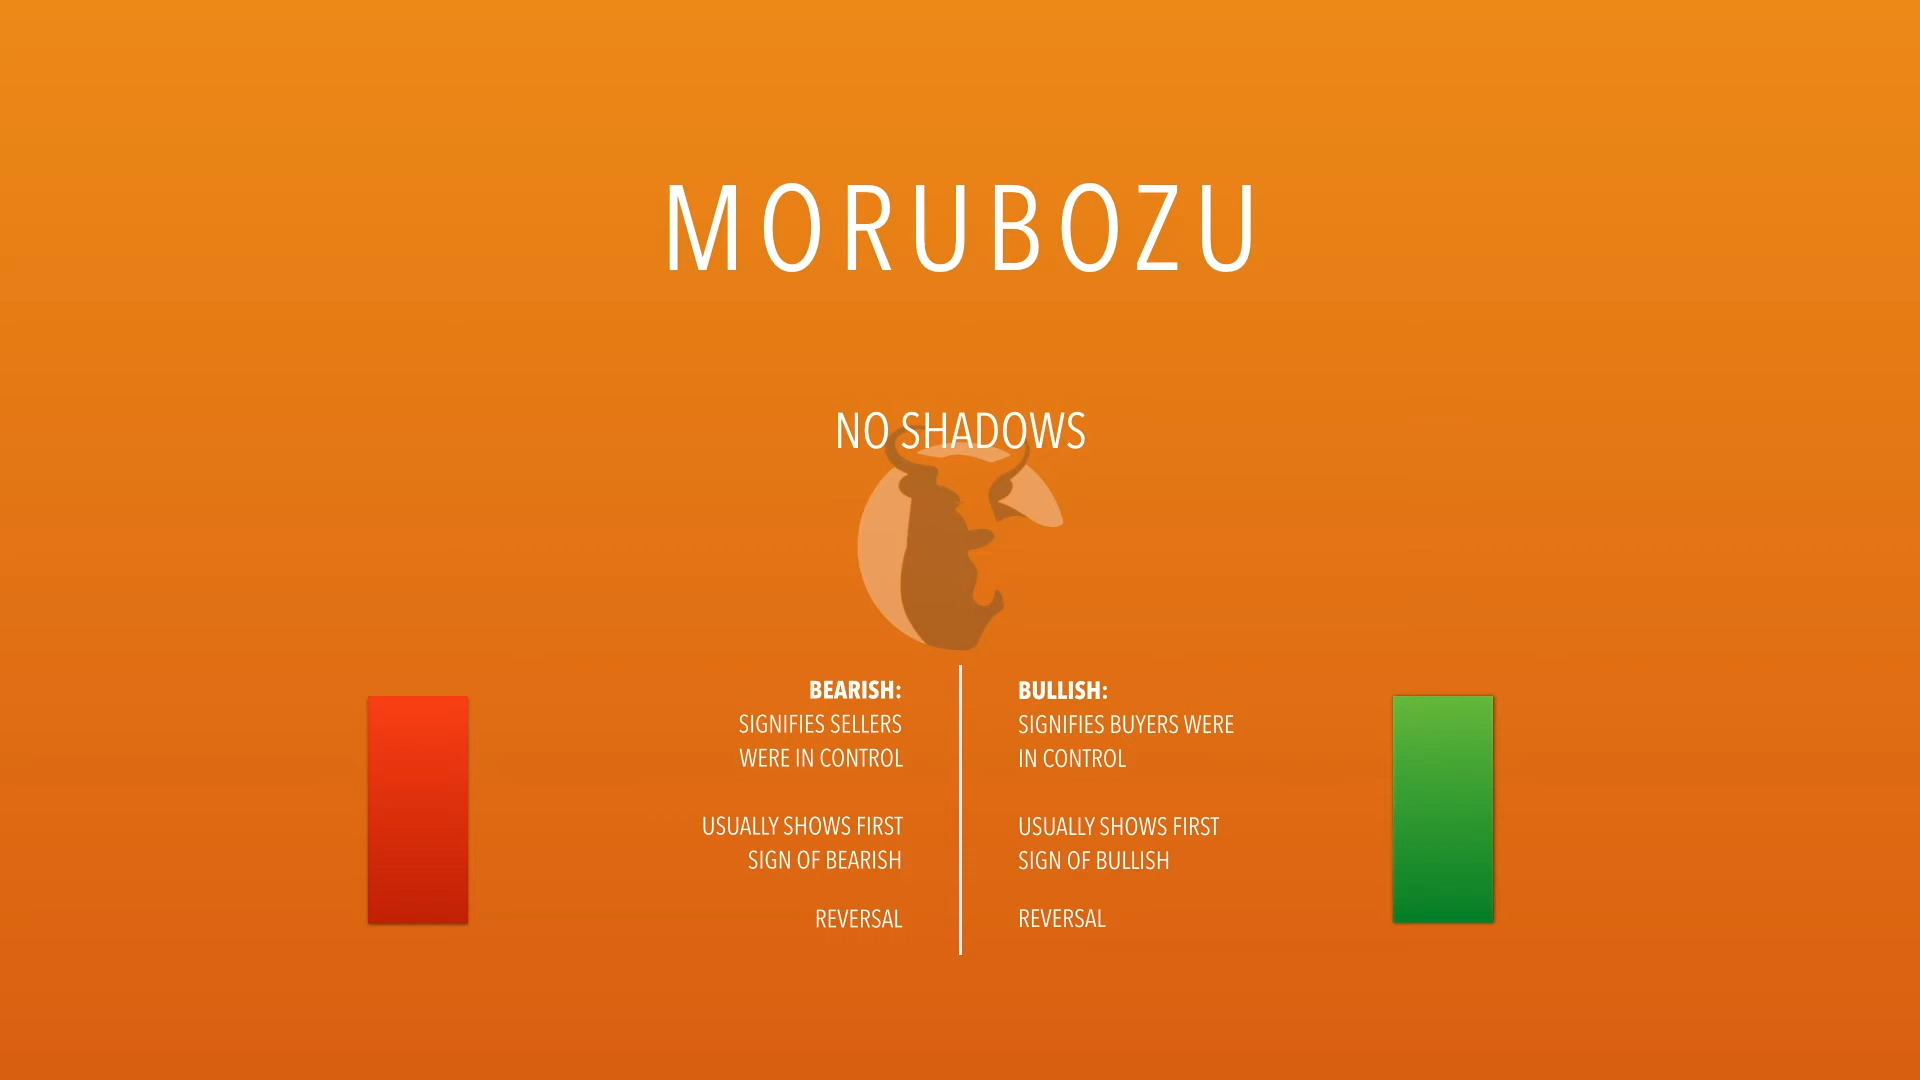 MORUBOZU
NO SHADOWS
BEARISH:
SIGNIFIES SELLERS
WERE IN CONTROL
USUALLY SHOWS FIRST
SIGN OF BEARISH
REVERSAL
BULLISH:
SIGNIFIES BUYERS WERE
IN CONTROL
USUALLY SHOWS FIRST
SIGN OF BULLISH
REVERSAL